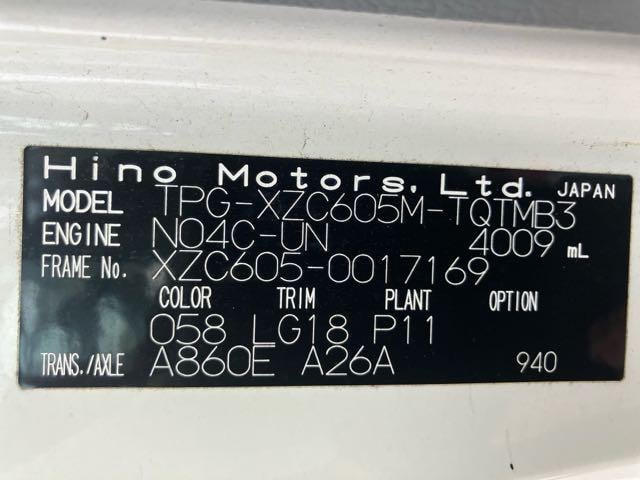 Hino Motors, Ltd. JAPAN
MODEL TPG-XZC605M-TQTMB3
ENGINE N04C-UN 4009 mL
FRAME No. XZC605-0017169
COLOR TRIM PLANT OPTION
058 LG18 P11
TRANS./AXLE A860E A26A 940